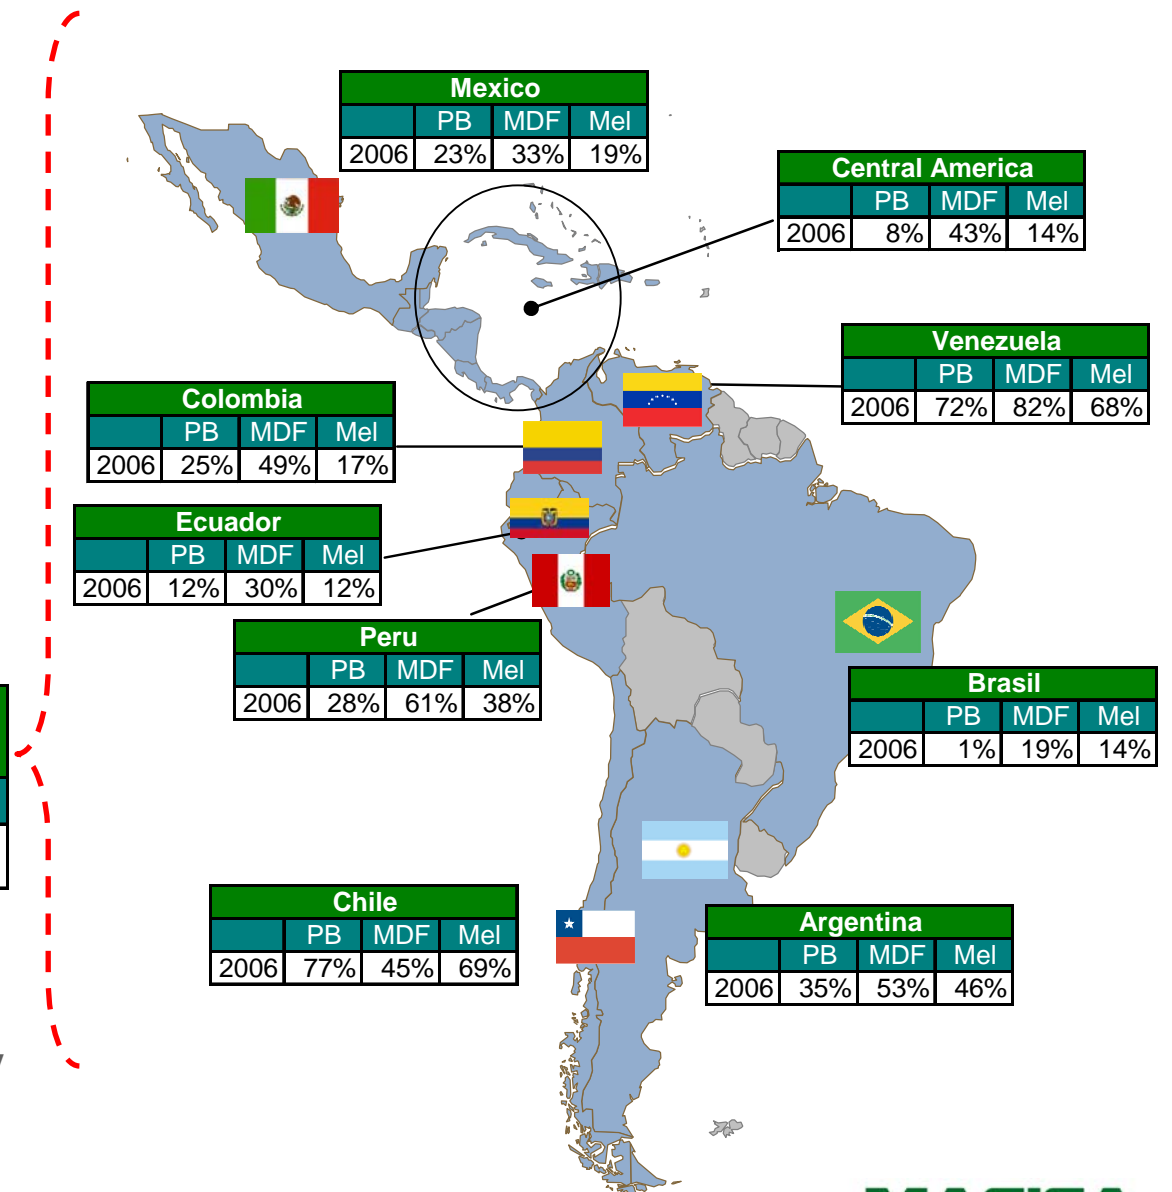 Mexico
PB MDF Mel
2006 23% 33% 19%
Central America
PB MDF Mel
2006 8% 43% 14%
Venezuela
PB MDF Mel
2006 72% 82% 68%
Colombia
PB MDF Mel
2006 25% 49% 17%
Ecuador
PB MDF Mel
2006 12% 30% 12%
Peru
PB MDF Mel
2006 28% 61% 38%
Brasil
PB MDF Mel
2006 1% 19% 14%
Chile
PB MDF Mel
2006 77% 45% 69%
Argentina
PB MDF Mel
2006 35% 53% 46%